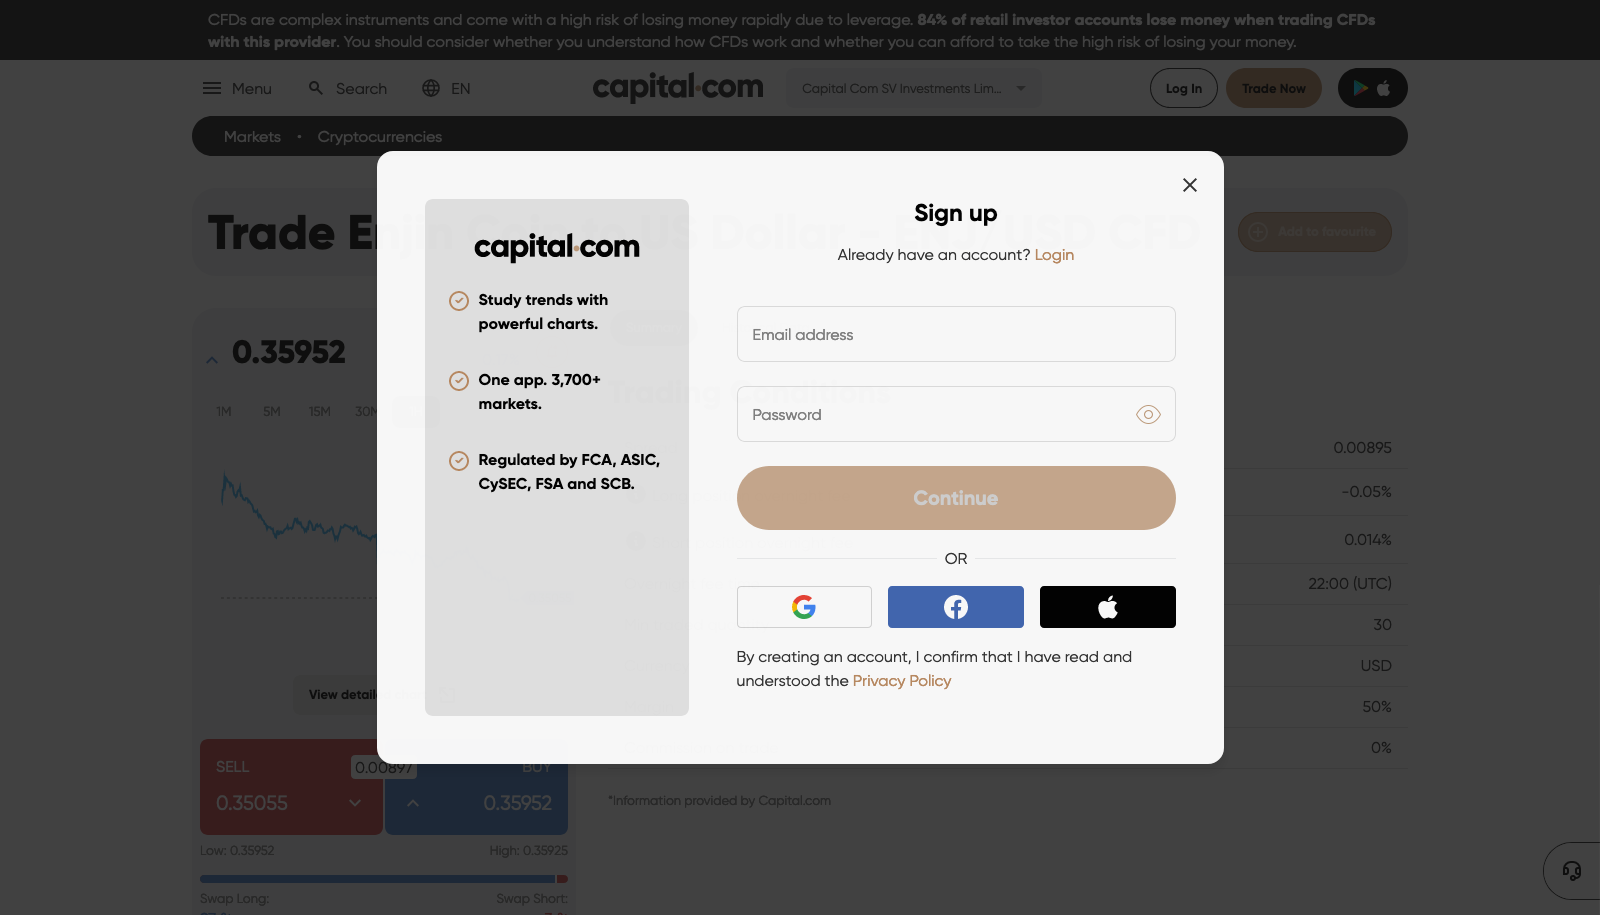 CFDs are complex instruments and come with a high risk of losing money rapidly due to leverage. 84% of retail investor accounts lose money when trading CFDs
with this provider. You should consider whether you understand how CFDs work and whether you can afford to take the high risk of losing your money.
Menu
Search
EN
capital.com
Capital Com SV Investments Lim...
Log In
Trade Now
Markets • Cryptocurrencies
Trade Enjin Coin to US Dollar - ENJ/USD CFD
Add to favourite
0.35952
1M 5M 15M 30M
View detailed
SELL
0.35055
0.00897
BUY
0.35952
Low: 0.35952
High: 0.35925
Swap Long:
Swap Short:
Trading Conditions
0.00895
-0.05%
0.014%
22:00 (UTC)
30
USD
50%
0%
*Information provided by Capital.com
capital.com
Study trends with
powerful charts.
One app. 3,700+
markets.
Regulated by FCA, ASIC,
CySEC, FSA and SCB.
Sign up
Already have an account? Login
Email address
Password
Continue
OR
By creating an account, I confirm that I have read and
understood the Privacy Policy